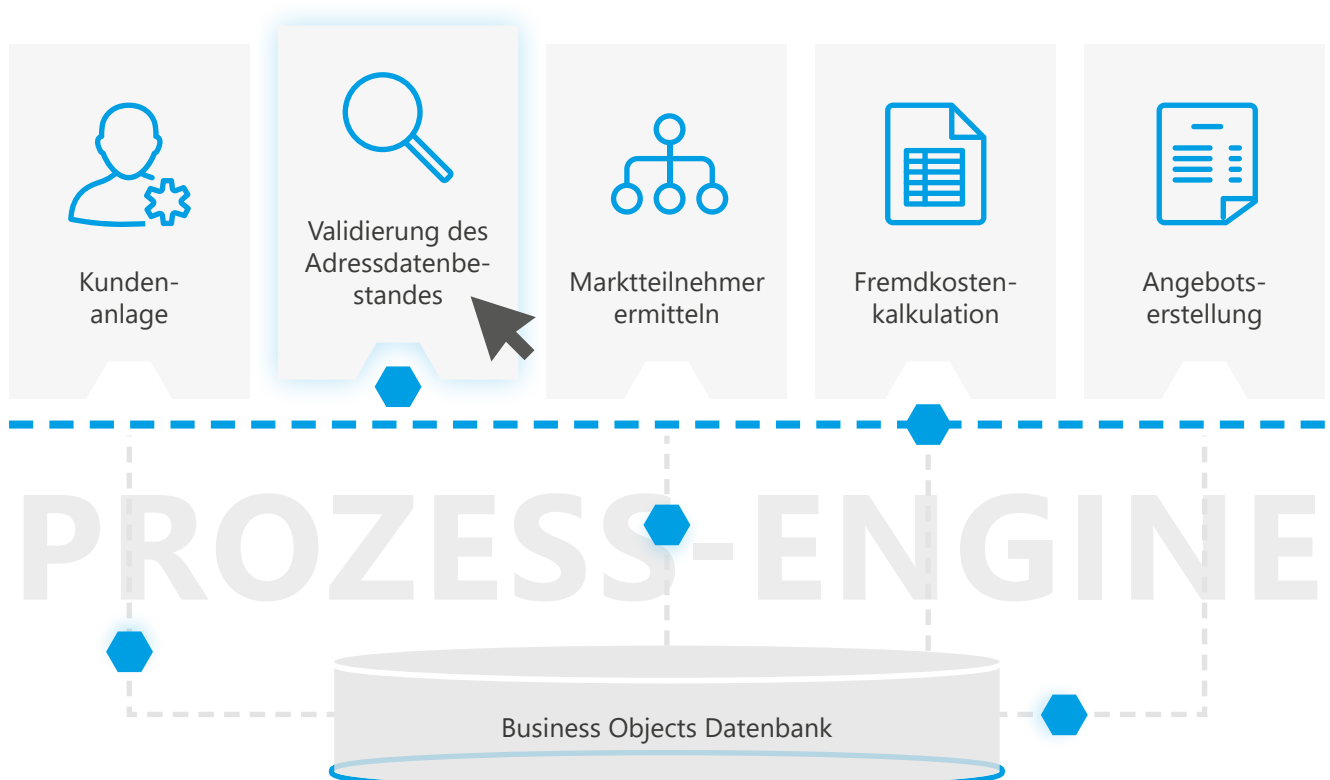 Kunden-
anlage
Validierung des
Adressdatenbe-
standes
Marktteilnehmer
ermitteln
Fremdkosten-
kalkulation
Angebots-
erstellung
PROZESS-ENGINE
Business Objects Datenbank